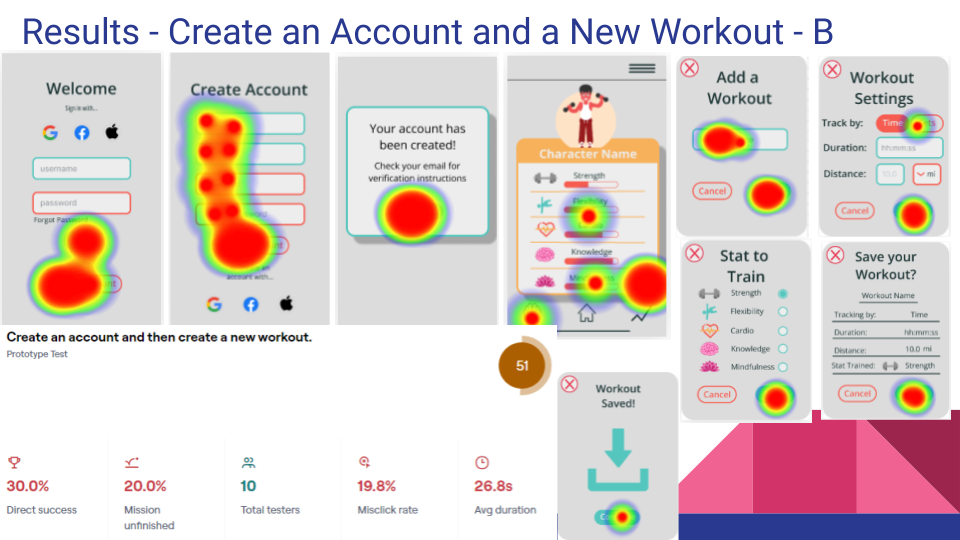 Results - Create an Account and a New Workout - B
Welcome
Sign in with...
username
password
Forgot Password
Create Account
account with...
Your account has
been created!
Check your email for
verification instructions
Character Name
Strength
Flexibility
Knowledge
Add a
Workout
Cancel
Workout
Settings
Track by:
Time
Duration:
hh:mm:ss
Distance:
10.0
mi
Cancel
Stat to
Train
Strength
Flexibility
Cardio
Knowledge
Mindfulness
Cancel
Save your
Workout?
Workout Name
Tracking by: Time
Duration: hh:mm:ss
Distance: 10.0 mi
Stat Trained: Strength
Cancel
Workout
Saved!
Create an account and then create a new workout.
Prototype Test
51
30.0%
Direct success
20.0%
Mission
unfinished
10
Total testers
19.8%
Misclick rate
26.8s
Avg duration